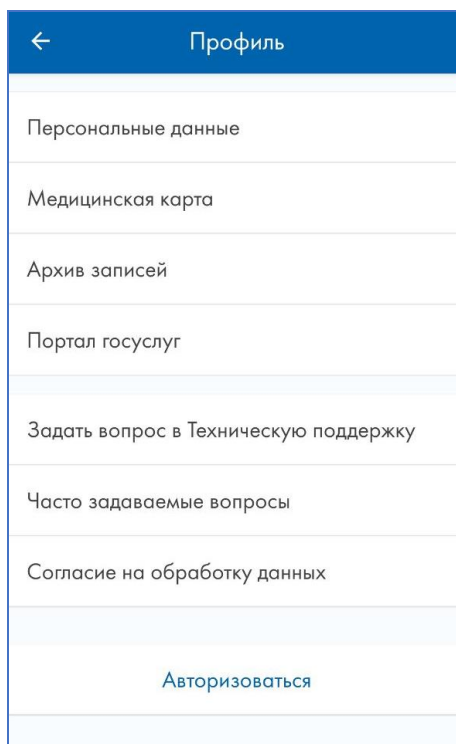 Профиль
Персональные данные
Медицинская карта
Архив записей
Портал госуслуг
Задать вопрос в Техническую поддержку
Часто задаваемые вопросы
Согласие на обработку данных
Авторизоваться